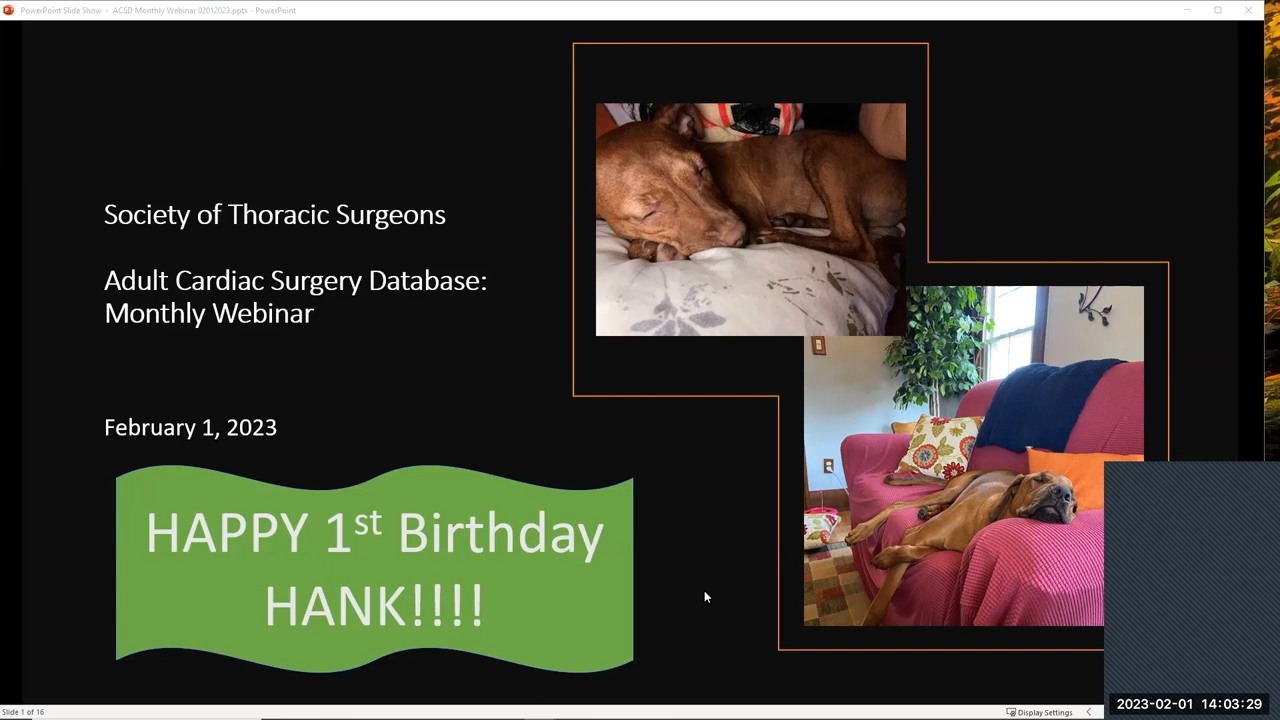 PowerPoint Slide Show - ACSD Monthly Webinar 02012023.pptx - PowerPoint
Society of Thoracic Surgeons
Adult Cardiac Surgery Database:
Monthly Webinar
February 1, 2023
HAPPY 1st Birthday
HANK!!!!
Slide 1 of 16
Display Settings
2023-02-01 14:03:29